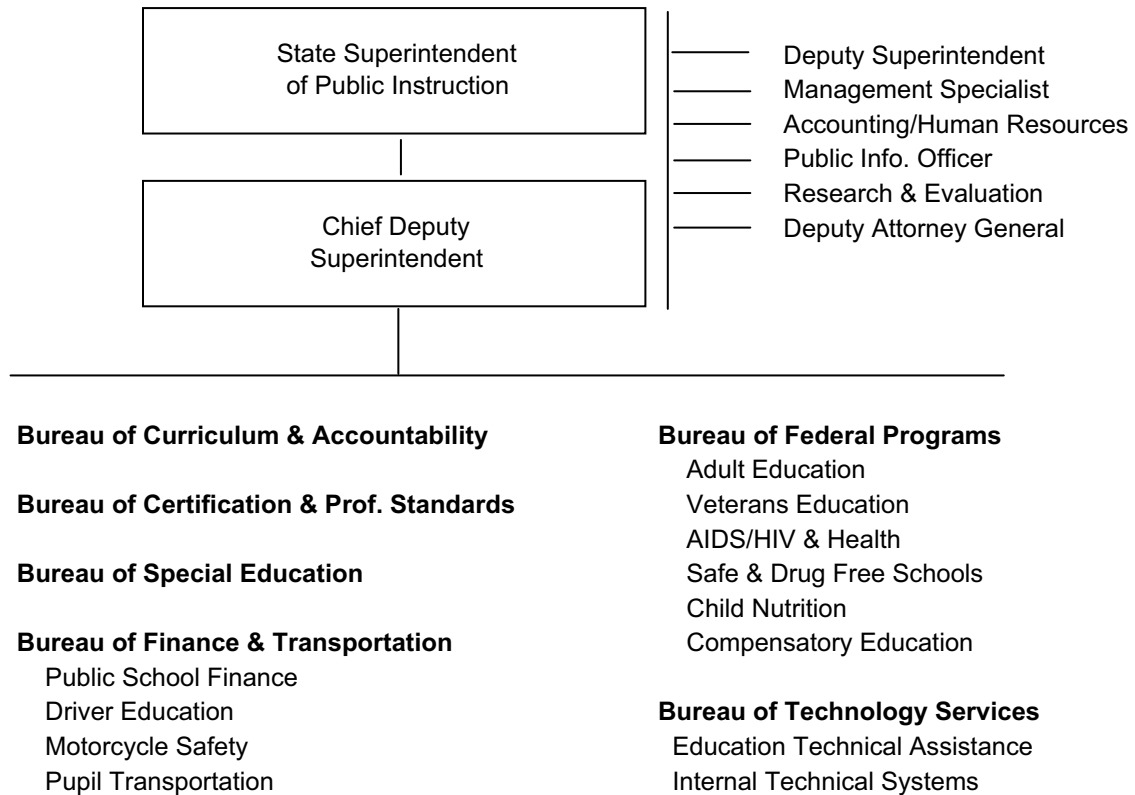 State Superintendent
of Public Instruction
Deputy Superintendent
Management Specialist
Accounting/Human Resources
Public Info. Officer
Research & Evaluation
Deputy Attorney General
Chief Deputy
Superintendent
Bureau of Curriculum & Accountability
Bureau of Certification & Prof. Standards
Bureau of Special Education
Bureau of Finance & Transportation
Public School Finance
Driver Education
Motorcycle Safety
Pupil Transportation
Bureau of Federal Programs
Adult Education
Veterans Education
AIDS/HIV & Health
Safe & Drug Free Schools
Child Nutrition
Compensatory Education
Bureau of Technology Services
Education Technical Assistance
Internal Technical Systems